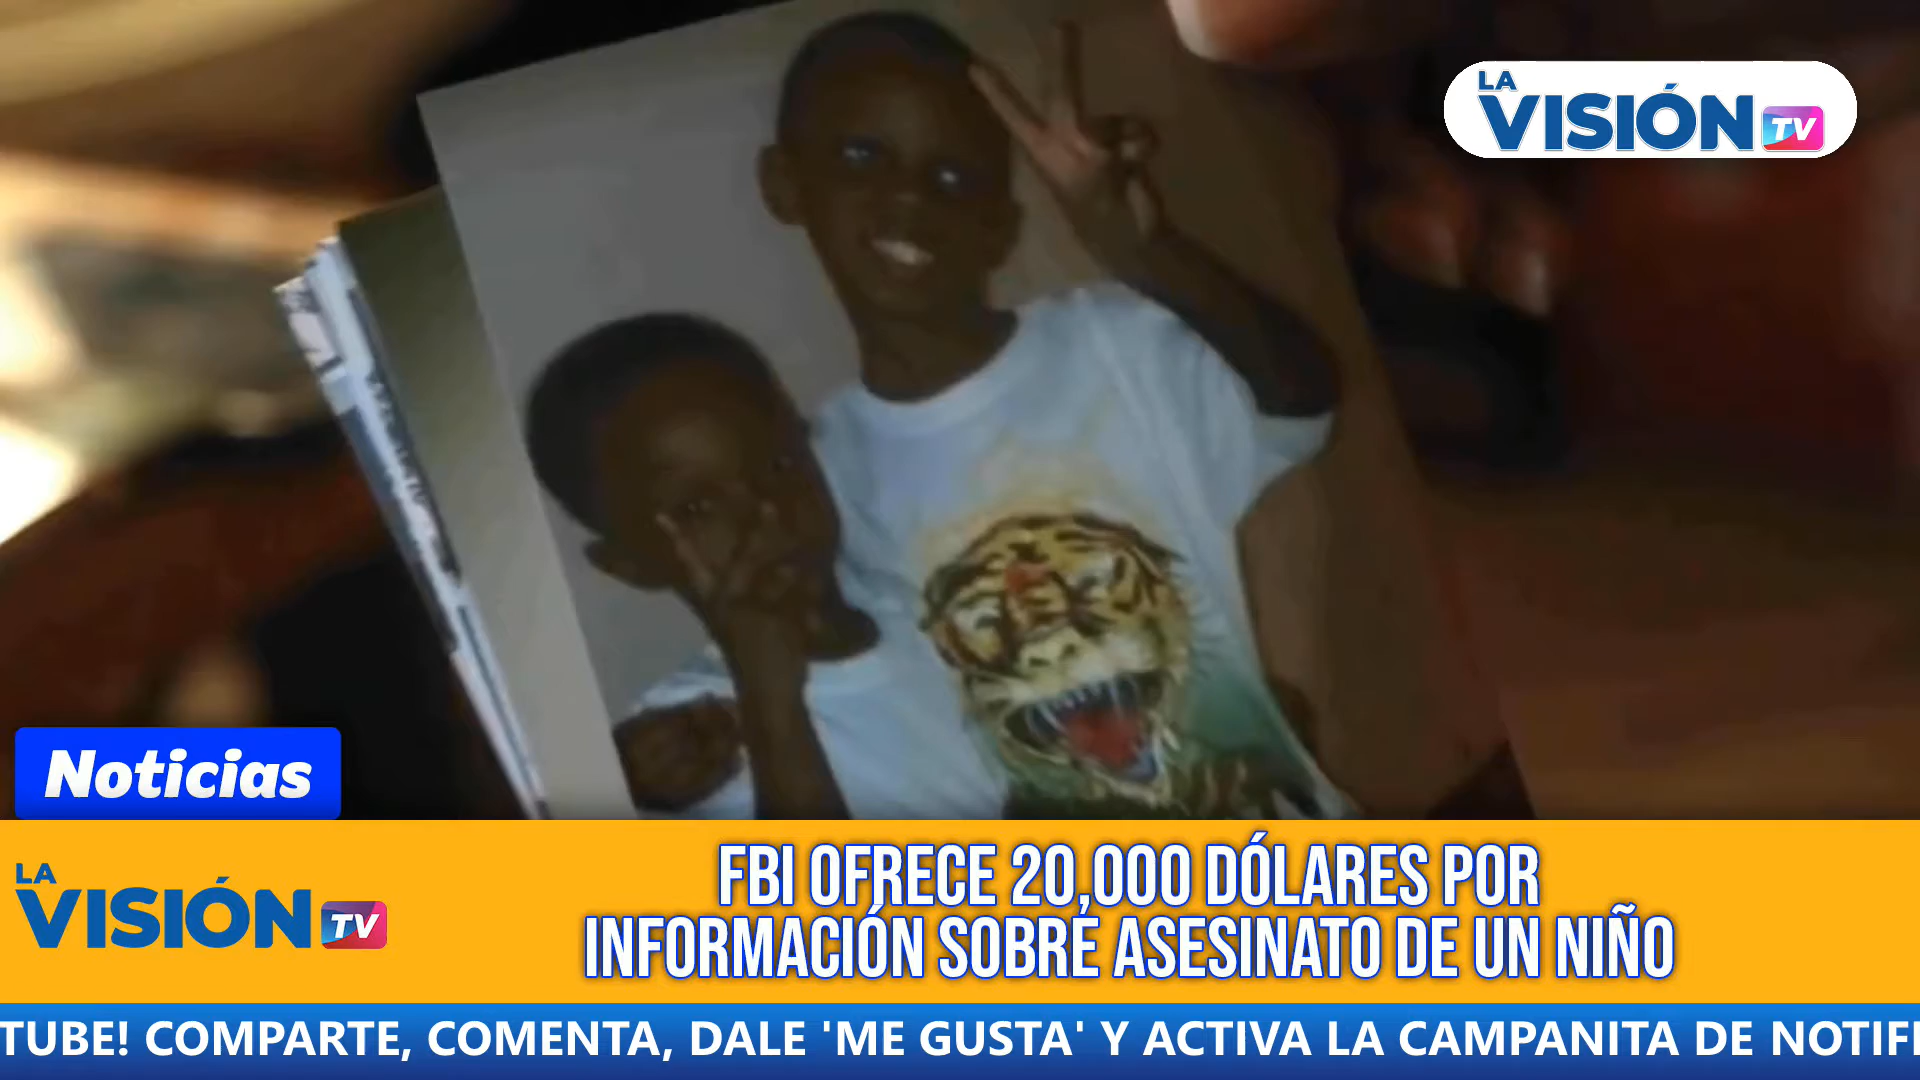 LA
VISIÓN TV
Noticias
LA
VISIÓN TV
FBI OFRECE 20,000 DÓLARES POR
INFORMACIÓN SOBRE ASESINATO DE UN NIÑO
TUBE! COMPARTE, COMENTA, DALE 'ME GUSTA' Y ACTIVA LA CAMPANITA DE NOTIFI